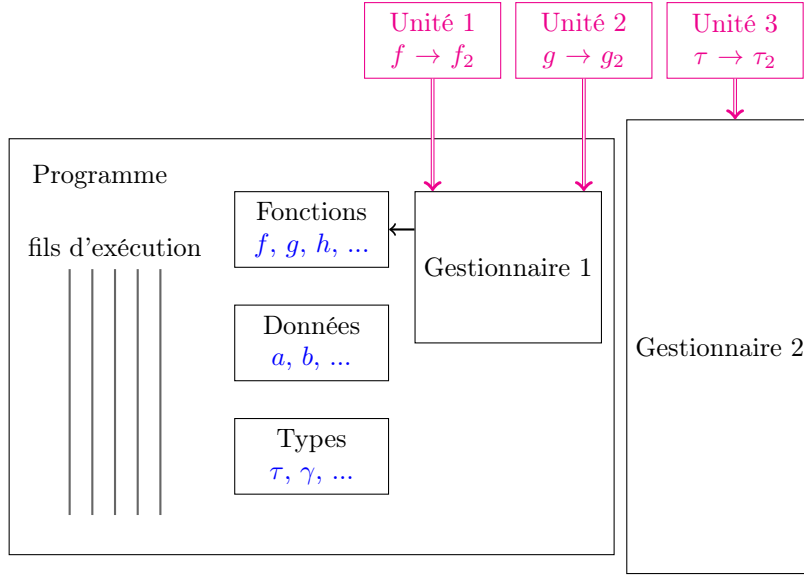 Unité 1
f → f₂
Unité 2
g → g₂
Unité 3
τ → τ₂
Programme
fils d'exécution
Fonctions
f, g, h, ...
Données
a, b, ...
Types
τ, γ, ...
Gestionnaire 1
Gestionnaire 2